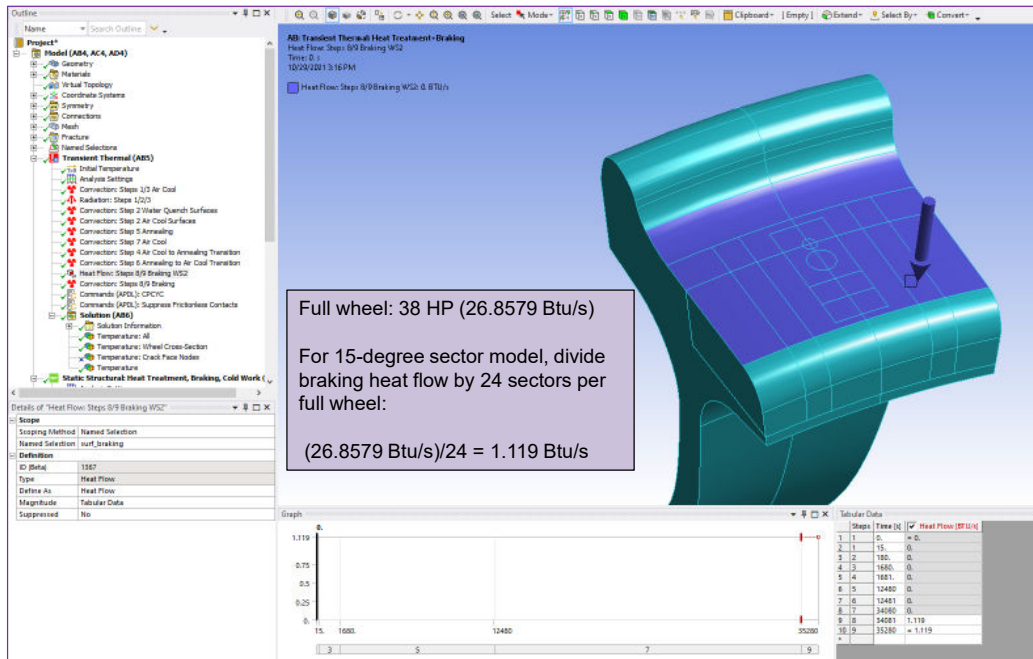 Outline
Name
Search Outline
Project*
Model (AB4, AC4, AD4)
Geometry
Materials
Virtual Topology
Coordinate Systems
Symmetry
Connections
Mesh
Fracture
Named Selections
Transient Thermal (AB5)
Initial Temperature
Analysis Settings
Convection: Steps 1/3 Air Cool
Radiation: Steps 1/2/3
Convection: Step 2 Water Quench Surfaces
Convection: Step 2 Air Cool Surfaces
Convection: Step 5 Annealing
Convection: Step 7 Air Cool
Convection: Step 4 Air Cool to Annealing Transition
Convection: Step 6 Annealing to Air Cool Transition
Heat Flow: Steps 8/9 Braking WS2
Convection: Steps 8/9 Braking
Commands (APDL): CPCYC
Commands (APDL): Suppress Frictionless Contacts
Solution (AB6)
Solution Information
Temperature: All
Temperature: Wheel Cross-Section
Temperature: Crack Face Nodes
Temperature
Static Structural: Heat Treatment, Braking, Cold Work (
Details of "Heat Flow: Steps 8/9 Braking WS2"
Scope
Scoping Method Named Selection
Named Selection surf_braking
Definition
ID (Beta) 1387
Type Heat Flow
Define As Heat Flow
Magnitude Tabular Data
Suppressed No
Select Mode Clipboard [Empty] Extend Select By Convert
AB: Transient Thermal Heat Treatment+Braking
Heat Flow: Steps 8/9 Braking WS2
Time: 0. s
10/29/2021 3:16 PM
Heat Flow: Steps 8/9 Braking WS2: 0. BTU/s
Full wheel: 38 HP (26.8579 Btu/s)
For 15-degree sector model, divide
braking heat flow by 24 sectors per
full wheel:
(26.8579 Btu/s)/24 = 1.119 Btu/s
Graph
0.
1.119
0.75
0.5
0.25
0.
15. 1680. 12480 35280
3 5 7 9
Tabular Data
Steps Time [s] Heat Flow [BTU/s]
1 1 0. = 0.
2 1 15. 0.
3 2 180. 0.
4 3 1680. 0.
5 4 1681. 0.
6 5 12480 0.
7 6 12481 0.
8 7 34080 0.
9 8 34081 1.119
10 9 35280 = 1.119
*